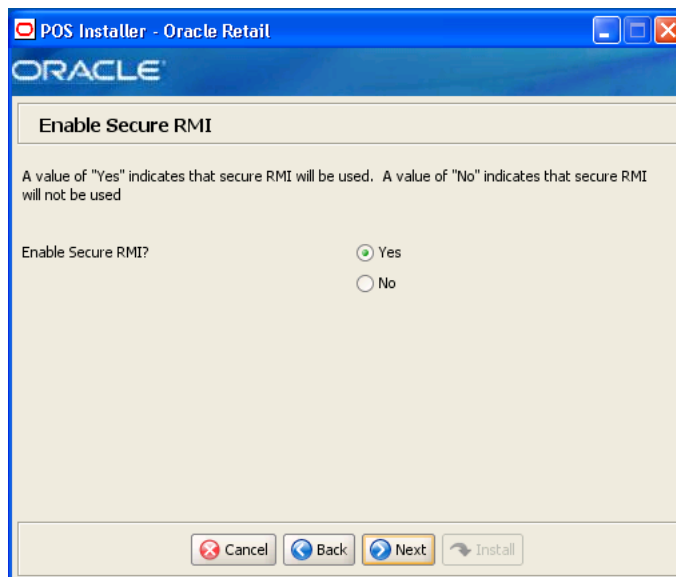 POS Installer - Oracle Retail
ORACLE
Enable Secure RMI
A value of "Yes" indicates that secure RMI will be used. A value of "No" indicates that secure RMI
will not be used
Enable Secure RMI?
Yes
No
Cancel
Back
Next
Install